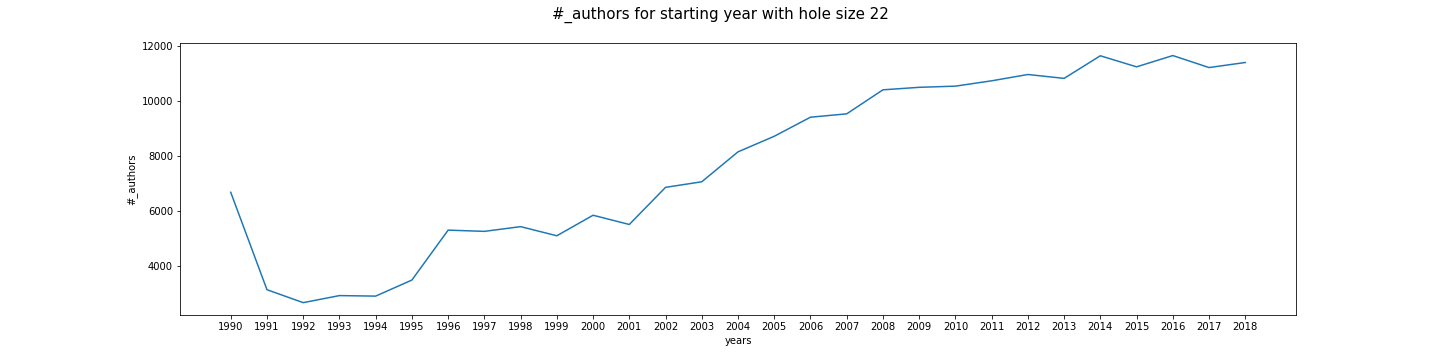 #_authors for starting year with hole size 22
12000
10000
8000
6000
4000
#_authors
1990 1991 1992 1993 1994 1995 1996 1997 1998 1999 2000 2001 2002 2003 2004 2005 2006 2007 2008 2009 2010 2011 2012 2013 2014 2015 2016 2017 2018
years